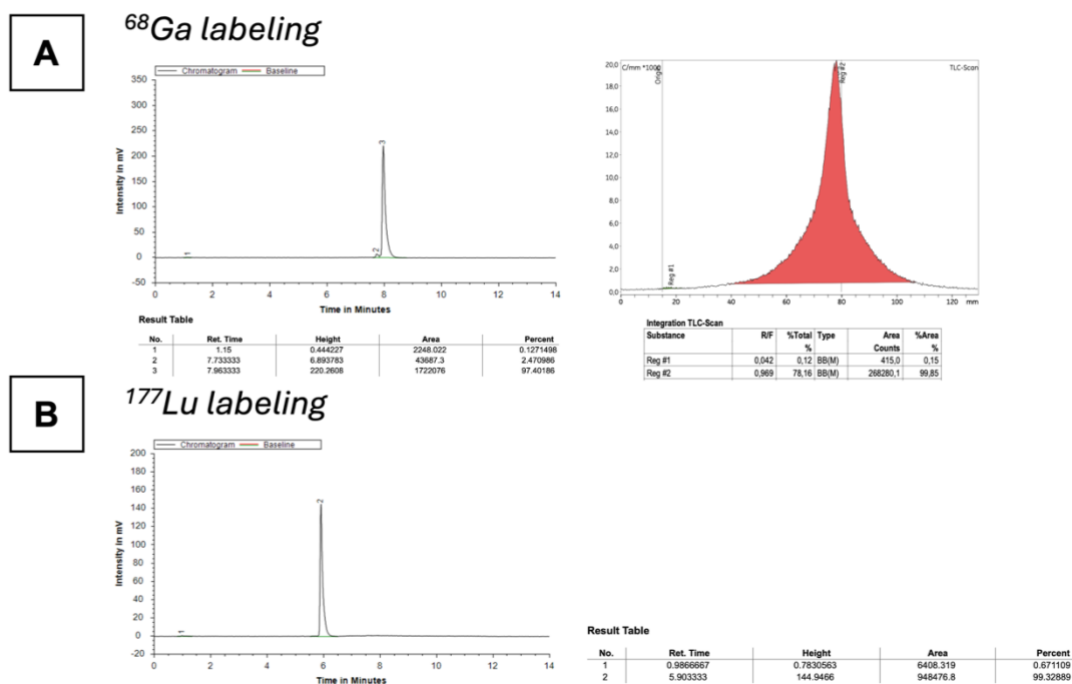 A
68Ga labeling
Chromatogram Baseline
350
300
250
200
150
100
50
0
-50
Intensity in mV
1
2
3
0 2 4 6 8 10 12 14
Time in Minutes
Result Table
No. Ret. Time Height Area Percent
1 1.15 0.444227 2248.022 0.1271498
2 7.733333 6.893783 43687.3 2.470986
3 7.963333 220.2608 1722076 97.40186
C/mm *1000
Origin
Reg #2
TLC-Scan
20,0
18,0
16,0
14,0
12,0
10,0
8,0
6,0
4,0
2,0
0,0
Reg #1
0 20 40 60 80 100 120 mm
Integration TLC-Scan
Substance R/F %Total Type Area %Area
% Counts %
Reg #1 0,042 0,12 BB(M) 415,0 0,15
Reg #2 0,969 78,16 BB(M) 268280,1 99,85
B
177Lu labeling
Chromatogram Baseline
200
180
160
140
120
100
80
60
40
20
0
-20
Intensity in mV
1
2
0 2 4 6 8 10 12 14
Time in Minutes
Result Table
No. Ret. Time Height Area Percent
1 0.9866667 0.7830563 6408.319 0.671109
2 5.903333 144.9466 948476.8 99.32889